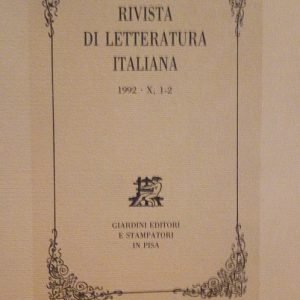 RIVISTA
DI LETTERATURA
ITALIANA
1992 · X, 1-2
GIARDINI EDITORI
E STAMPATORI
IN PISA